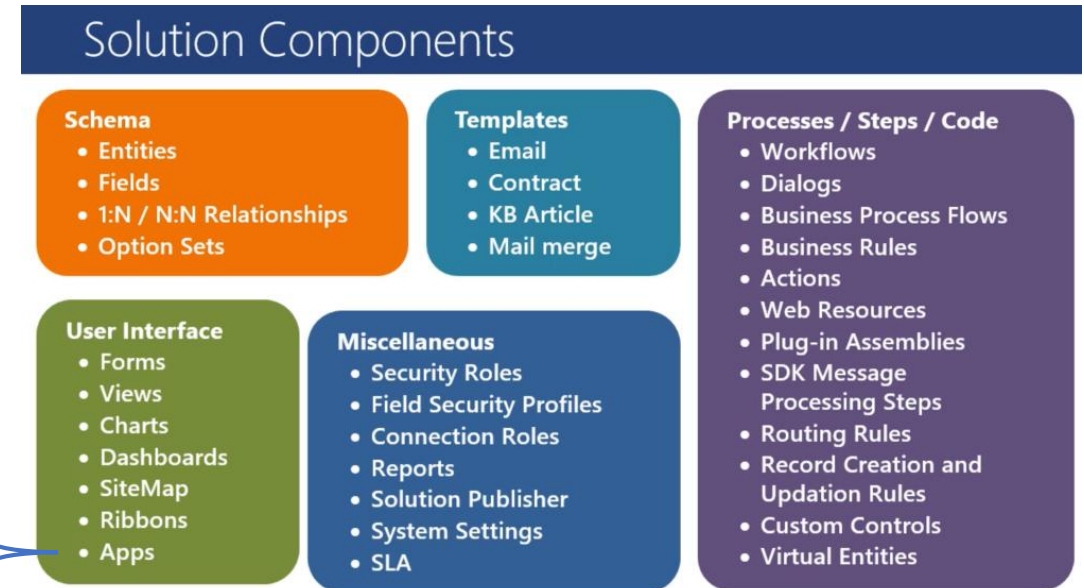 Solution Components
Schema
• Entities
• Fields
• 1:N / N:N Relationships
• Option Sets
Templates
• Email
• Contract
• KB Article
• Mail merge
Processes / Steps / Code
• Workflows
• Dialogs
• Business Process Flows
• Business Rules
• Actions
• Web Resources
• Plug-in Assemblies
• SDK Message
Processing Steps
• Routing Rules
• Record Creation and
Updation Rules
• Custom Controls
• Virtual Entities
User Interface
• Forms
• Views
• Charts
• Dashboards
• SiteMap
• Ribbons
• Apps
Miscellaneous
• Security Roles
• Field Security Profiles
• Connection Roles
• Reports
• Solution Publisher
• System Settings
• SLA